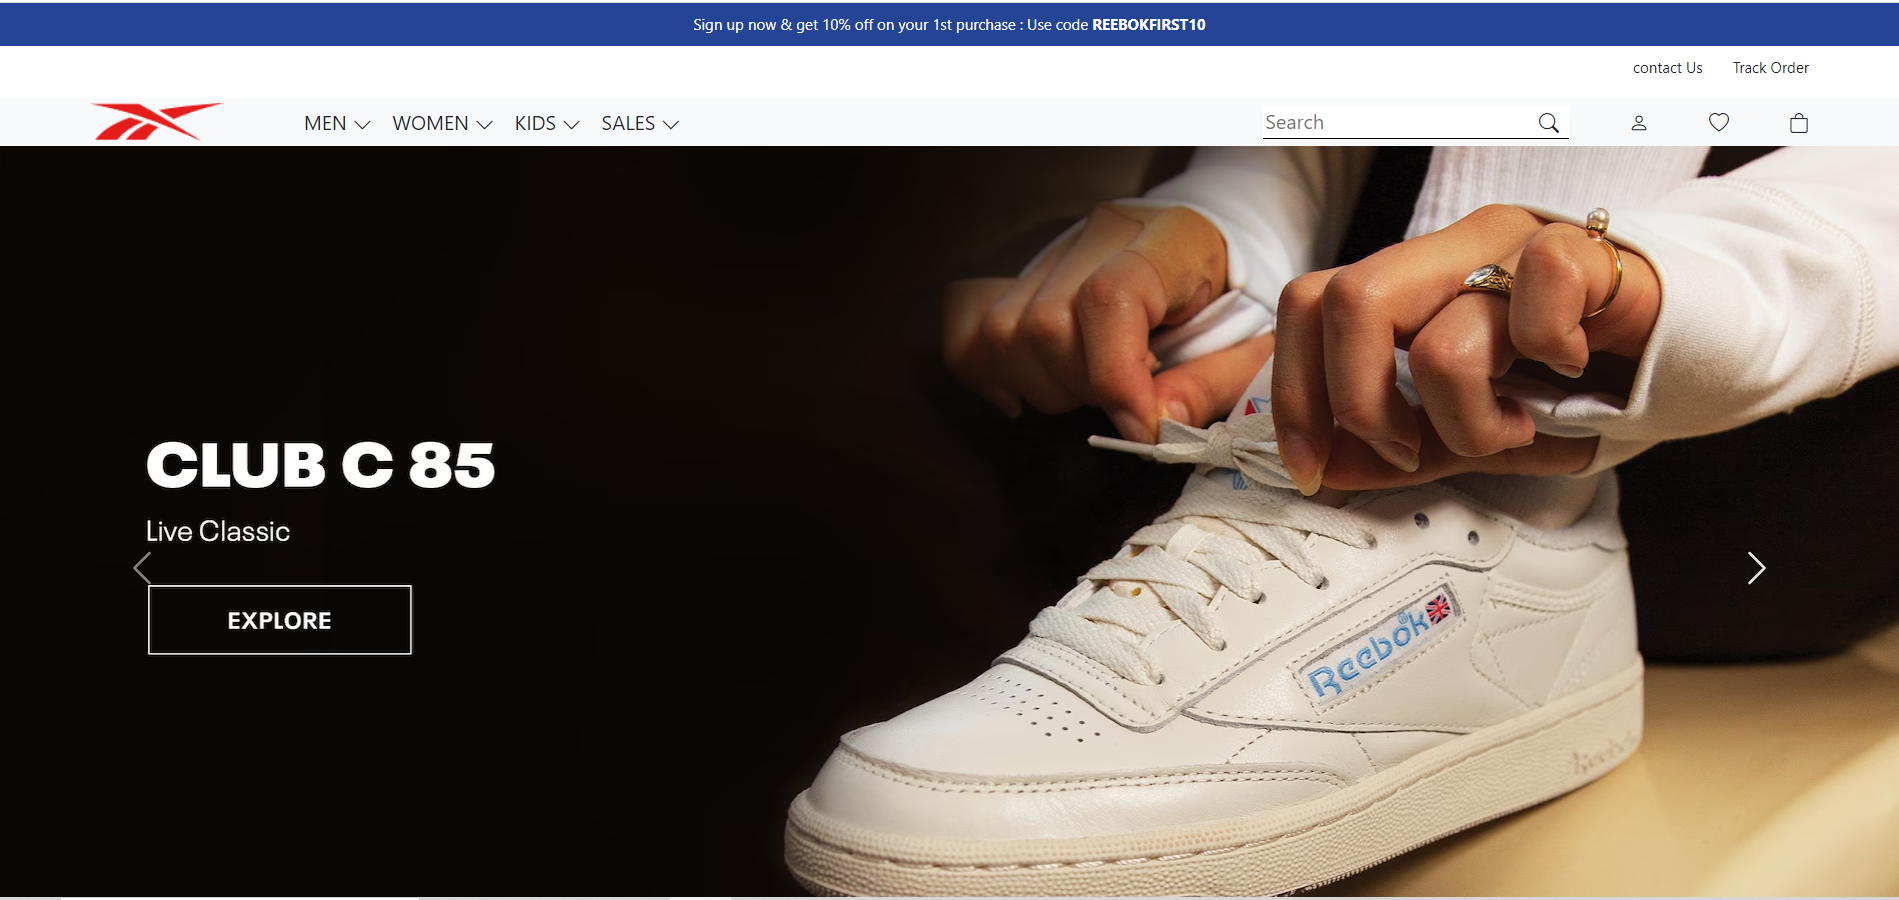 Sign up now & get 10% off on your 1st purchase : Use code REEBOKFIRST10
contact Us Track Order
MEN WOMEN KIDS SALES Search
CLUB C 85
Live Classic
EXPLORE
Reebok
Reebok